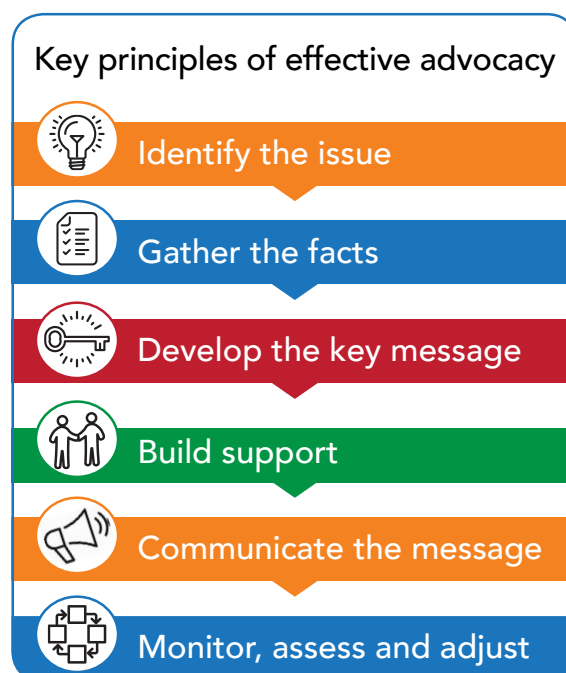 Key principles of effective advocacy
Identify the issue
Gather the facts
Develop the key message
Build support
Communicate the message
Monitor, assess and adjust